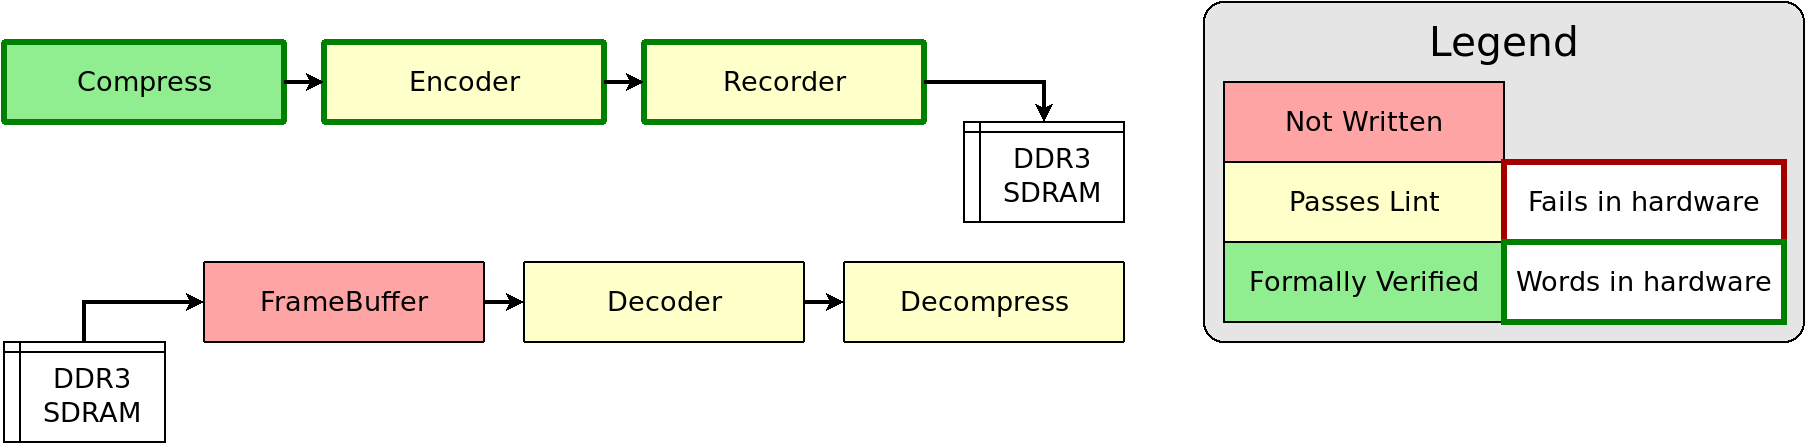 Compress
Encoder
Recorder
DDR3
SDRAM
DDR3
SDRAM
FrameBuffer
Decoder
Decompress
Legend
Not Written
Passes Lint
Fails in hardware
Formally Verified
Words in hardware